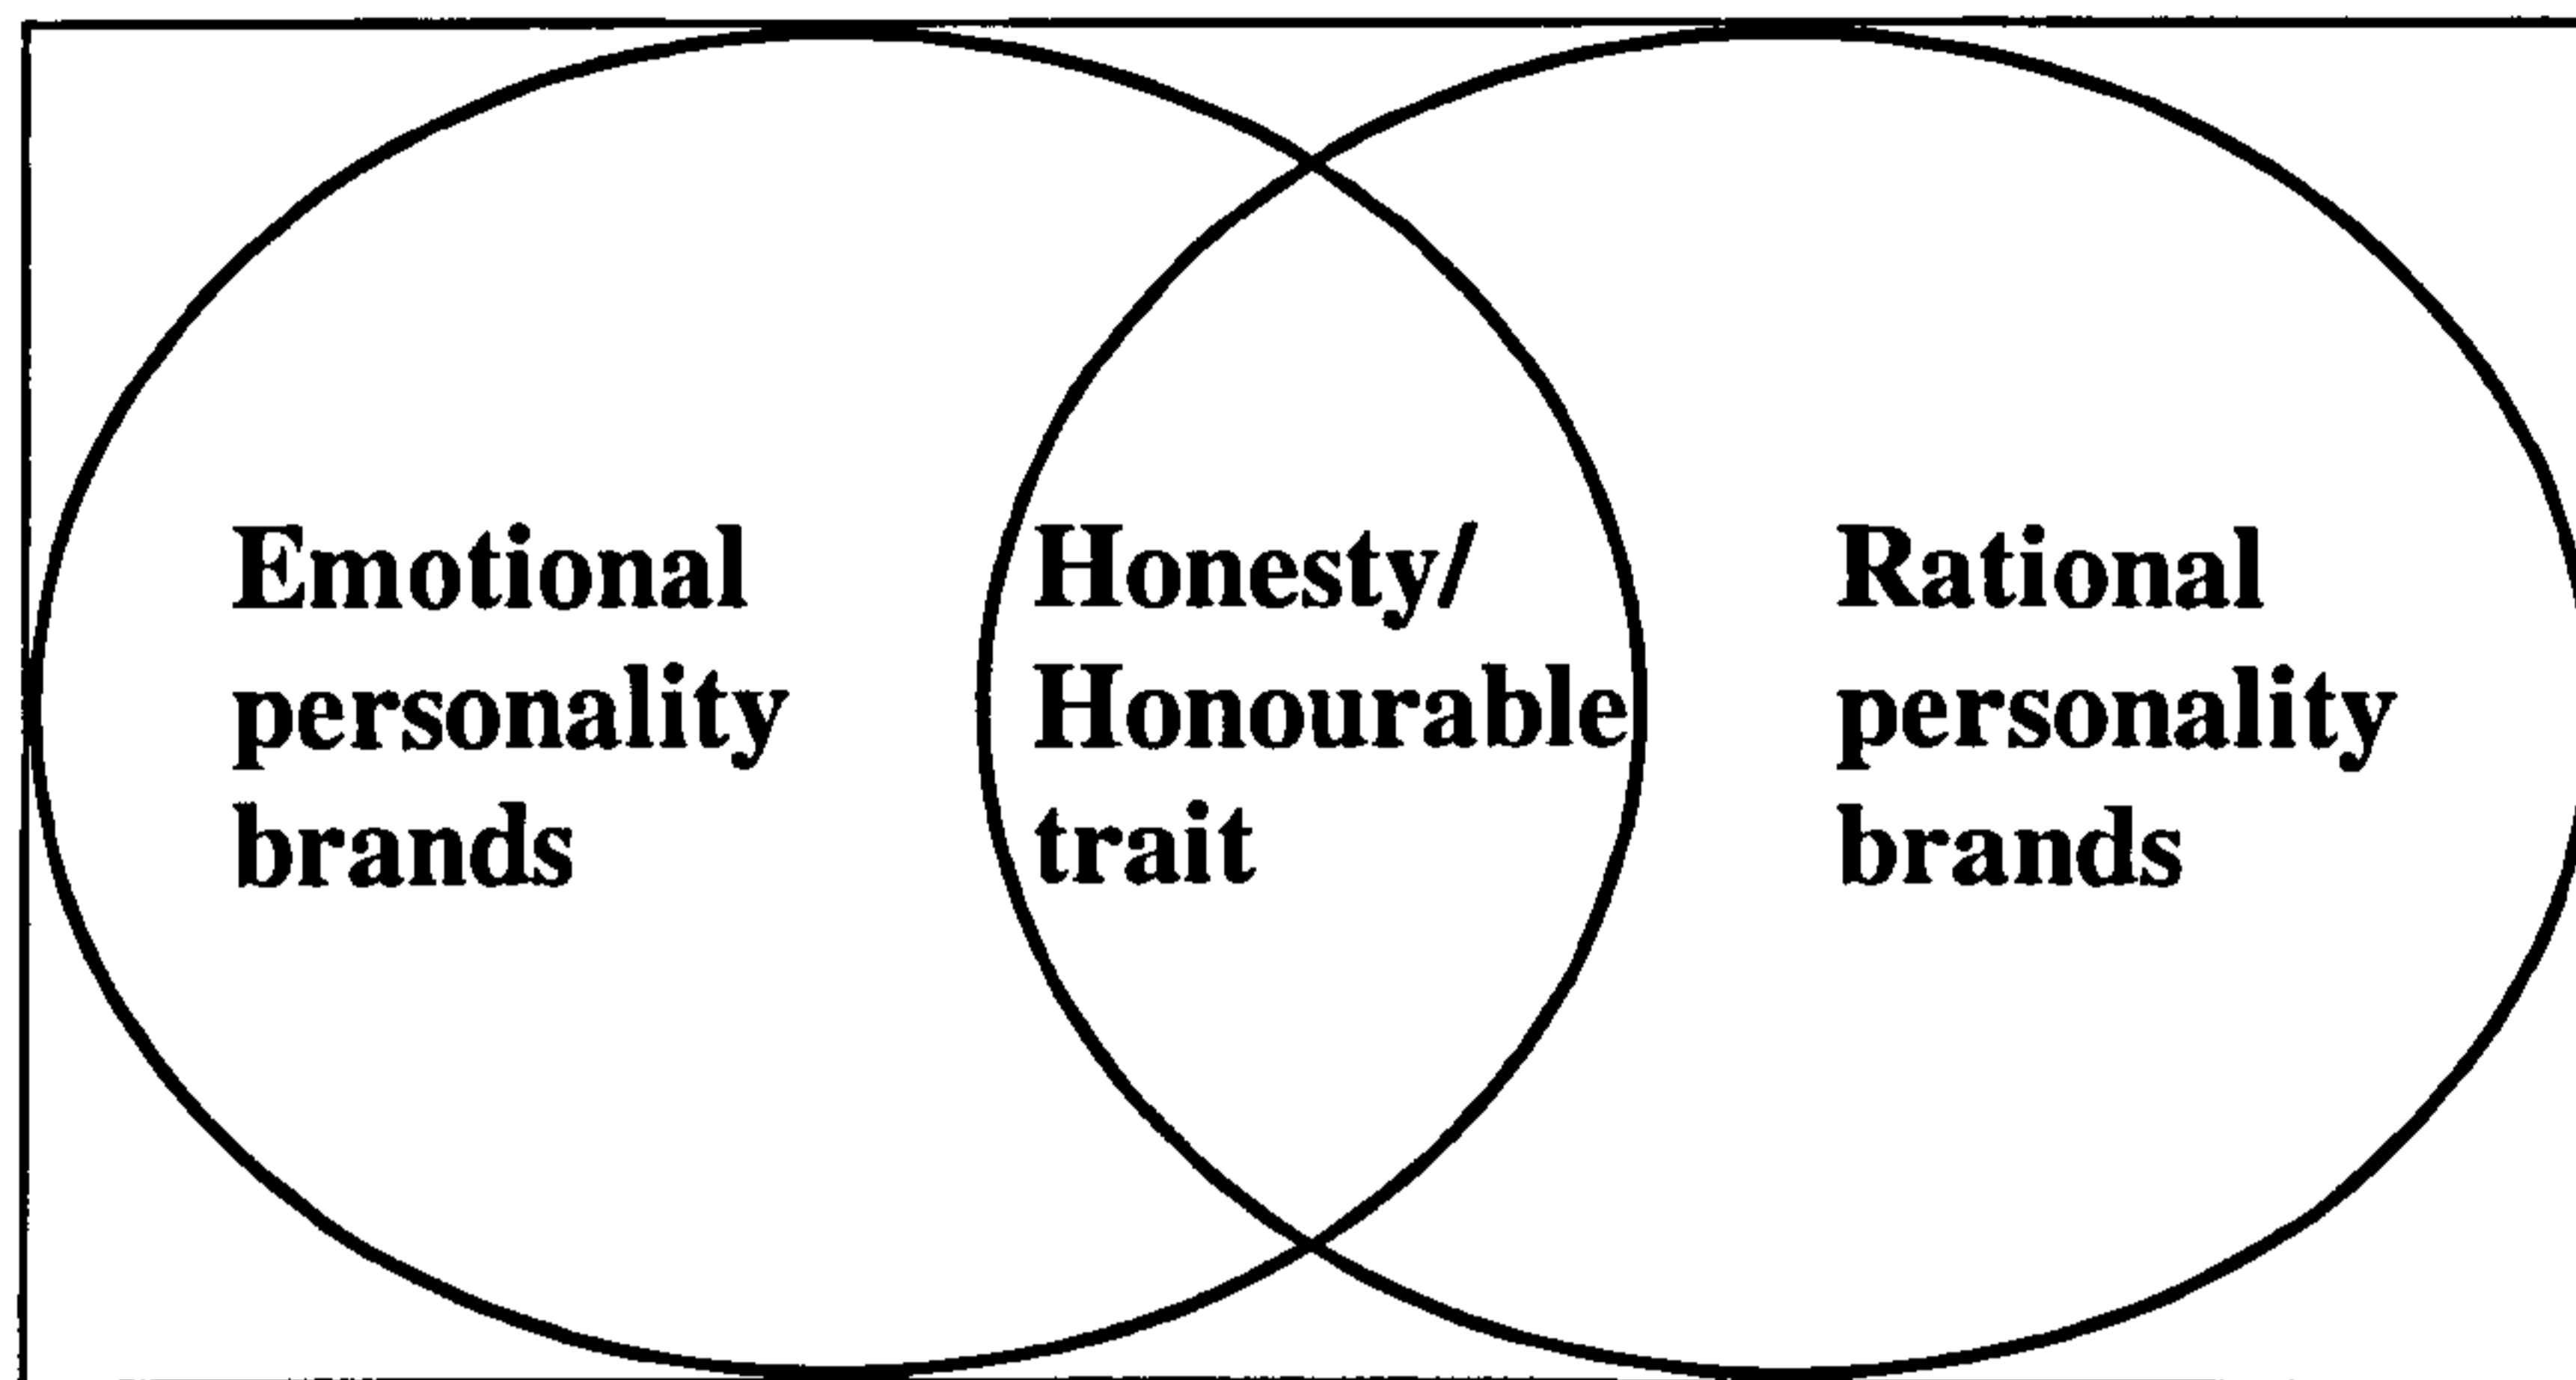 Emotional
personality
brands
Honesty/
Honourable
trait
Rational
personality
brands